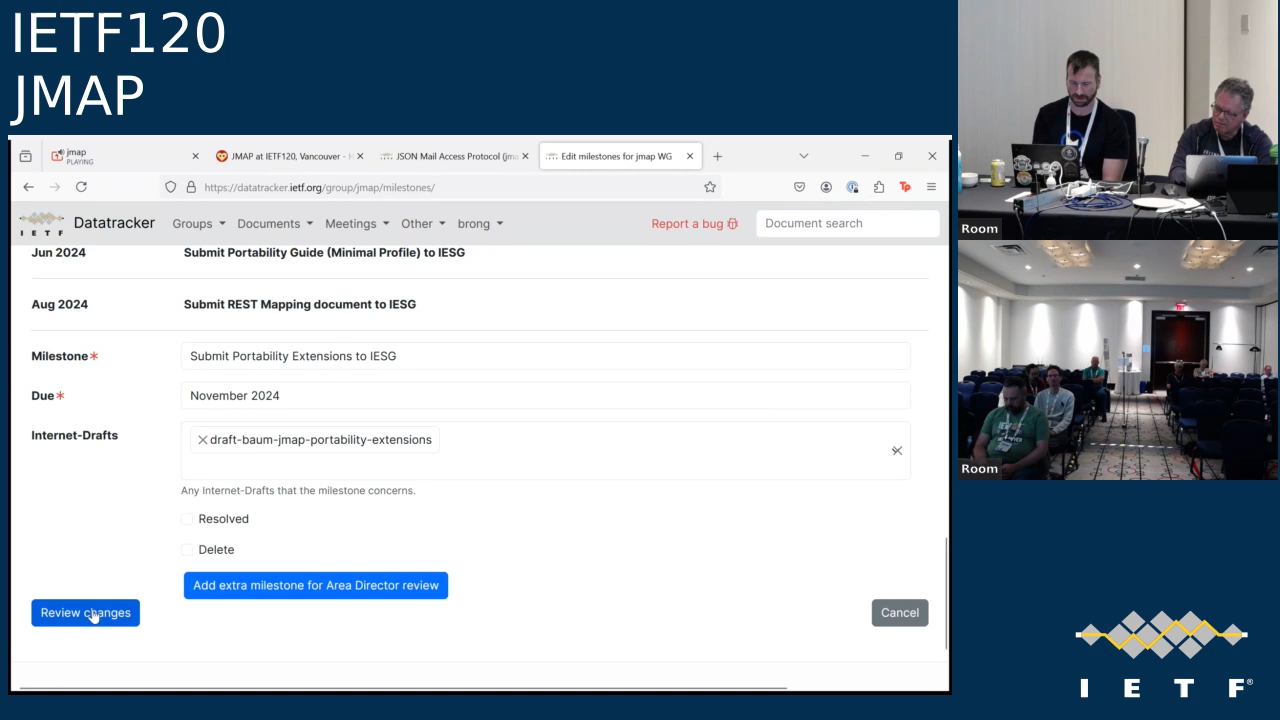 IETF120
JMAP
jmap
PLAYING
JMAP at IETF120, Vancouver -
JSON Mail Access Protocol (jma
Edit milestones for jmap WG
https://datatracker.ietf.org/group/jmap/milestones/
Tp
IETF
Datatracker
Groups
Documents
Meetings
Other
brong
Report a bug
Document search
Jun 2024
Submit Portability Guide (Minimal Profile) to IESG
Aug 2024
Submit REST Mapping document to IESG
Milestone*
Submit Portability Extensions to IESG
Due*
November 2024
Internet-Drafts
draft-baum-jmap-portability-extensions
Any Internet-Drafts that the milestone concerns.
Resolved
Delete
Add extra milestone for Area Director review
Review changes
Cancel
Room
Room
IETF®